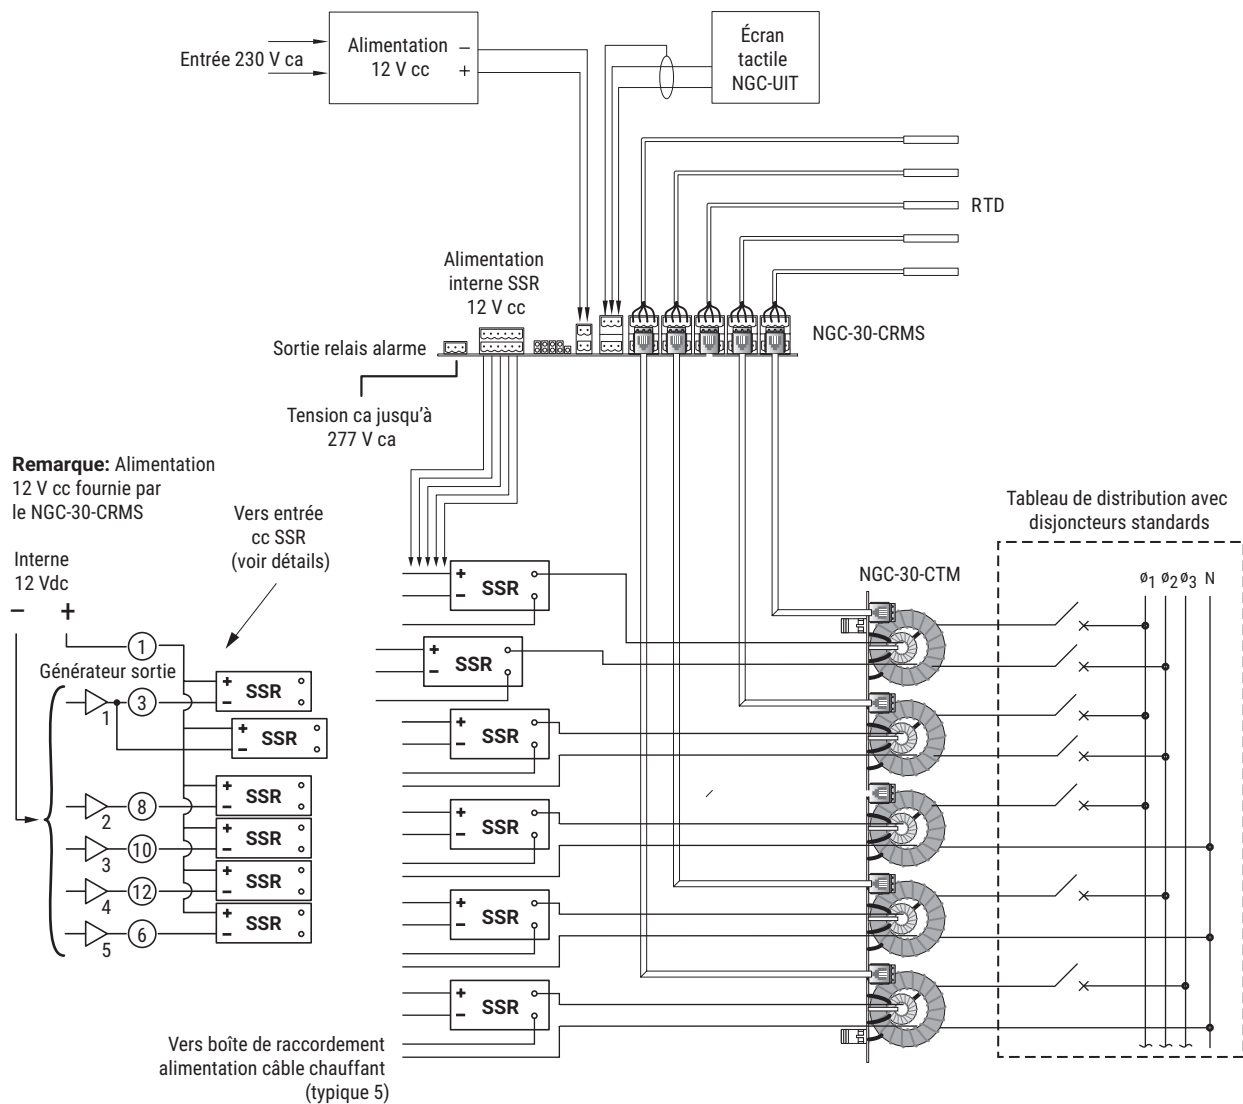 Entrée 230 V ca
Alimentation
12 V cc
−
+
Écran
tactile
NGC-UIT
RTD
Alimentation
interne SSR
12 V cc
NGC-30-CRMS
Sortie relais alarme
Tension ca jusqu'à
277 V ca
Remarque: Alimentation
12 V cc fournie par
le NGC-30-CRMS
Vers entrée
cc SSR
(voir détails)
Interne
12 Vdc
− +
1
Générateur sortie
3
1
+
− SSR
+
− SSR
8
2
+
− SSR
10
3
+
− SSR
12
4
+
− SSR
6
5
+
− SSR
+
− SSR
+
− SSR
+
− SSR
+
− SSR
+
− SSR
+
− SSR
Vers boîte de raccordement
alimentation câble chauffant
(typique 5)
NGC-30-CTM
Tableau de distribution avec
disjoncteurs standards
ø1 ø2 ø3 N